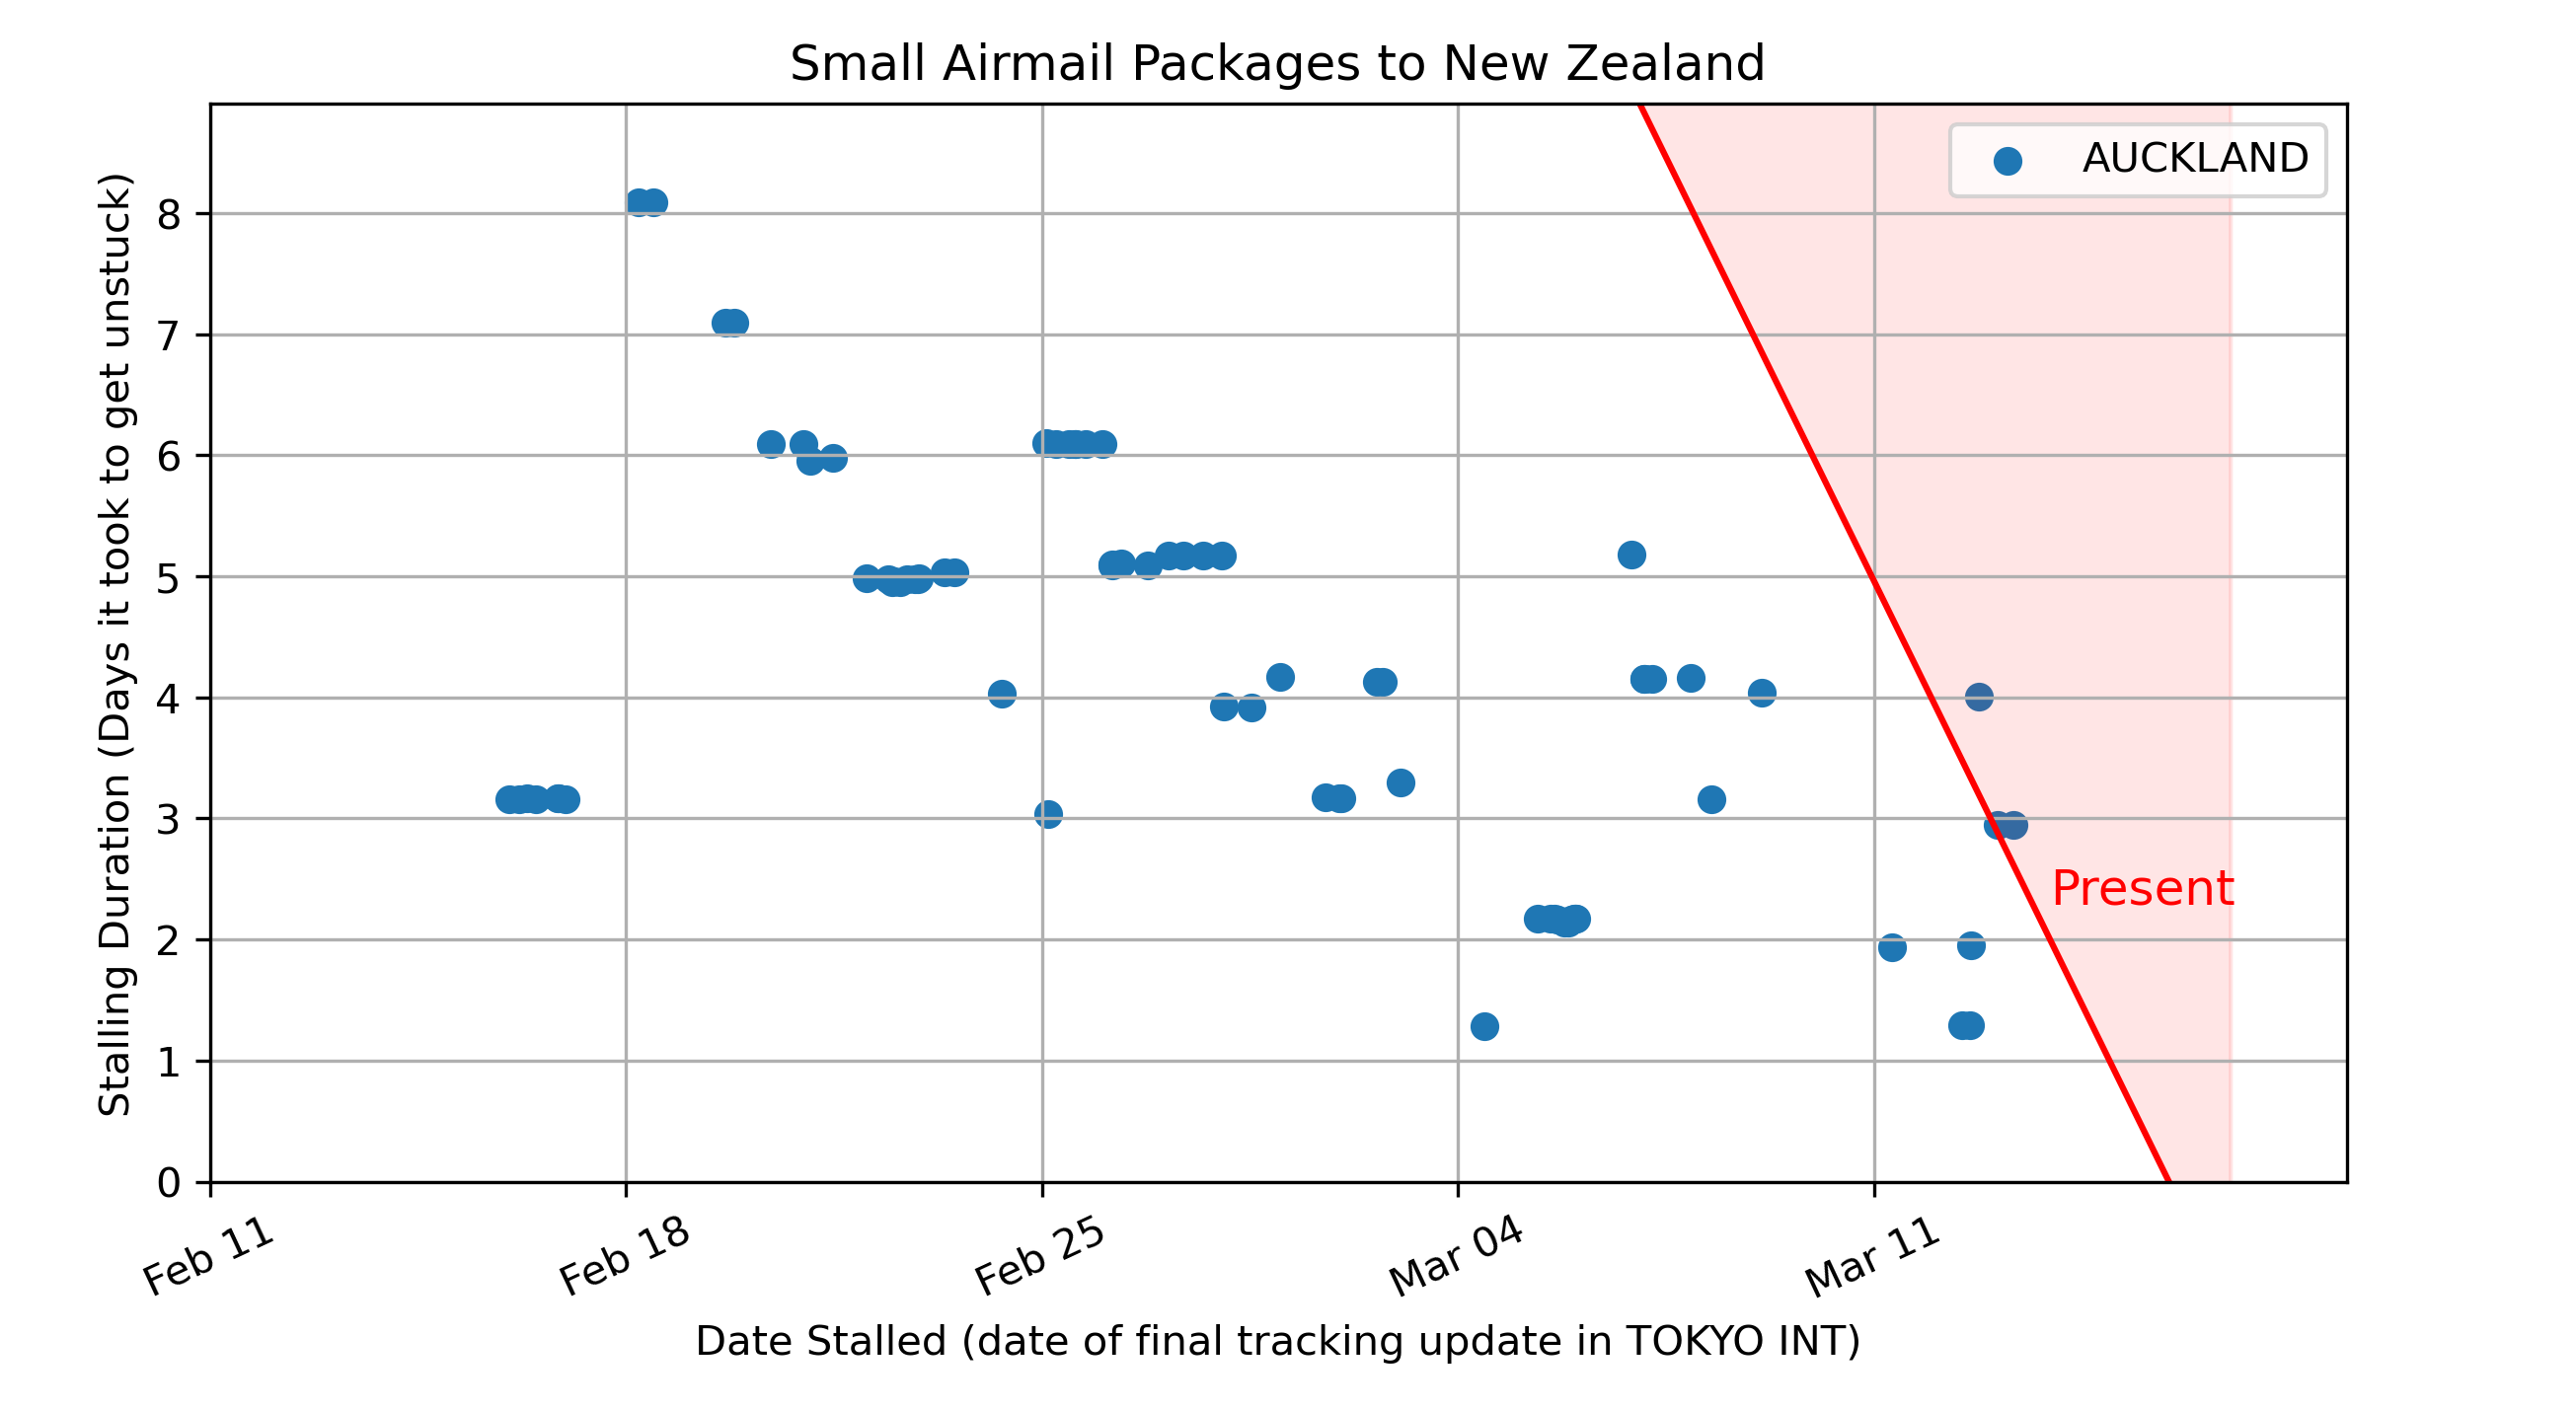 Small Airmail Packages to New Zealand
AUCKLAND
Stalling Duration (Days it took to get unstuck)
8
7
6
5
4
3
2
1
0
Present
Feb 11
Feb 18
Feb 25
Mar 04
Mar 11
Date Stalled (date of final tracking update in TOKYO INT)